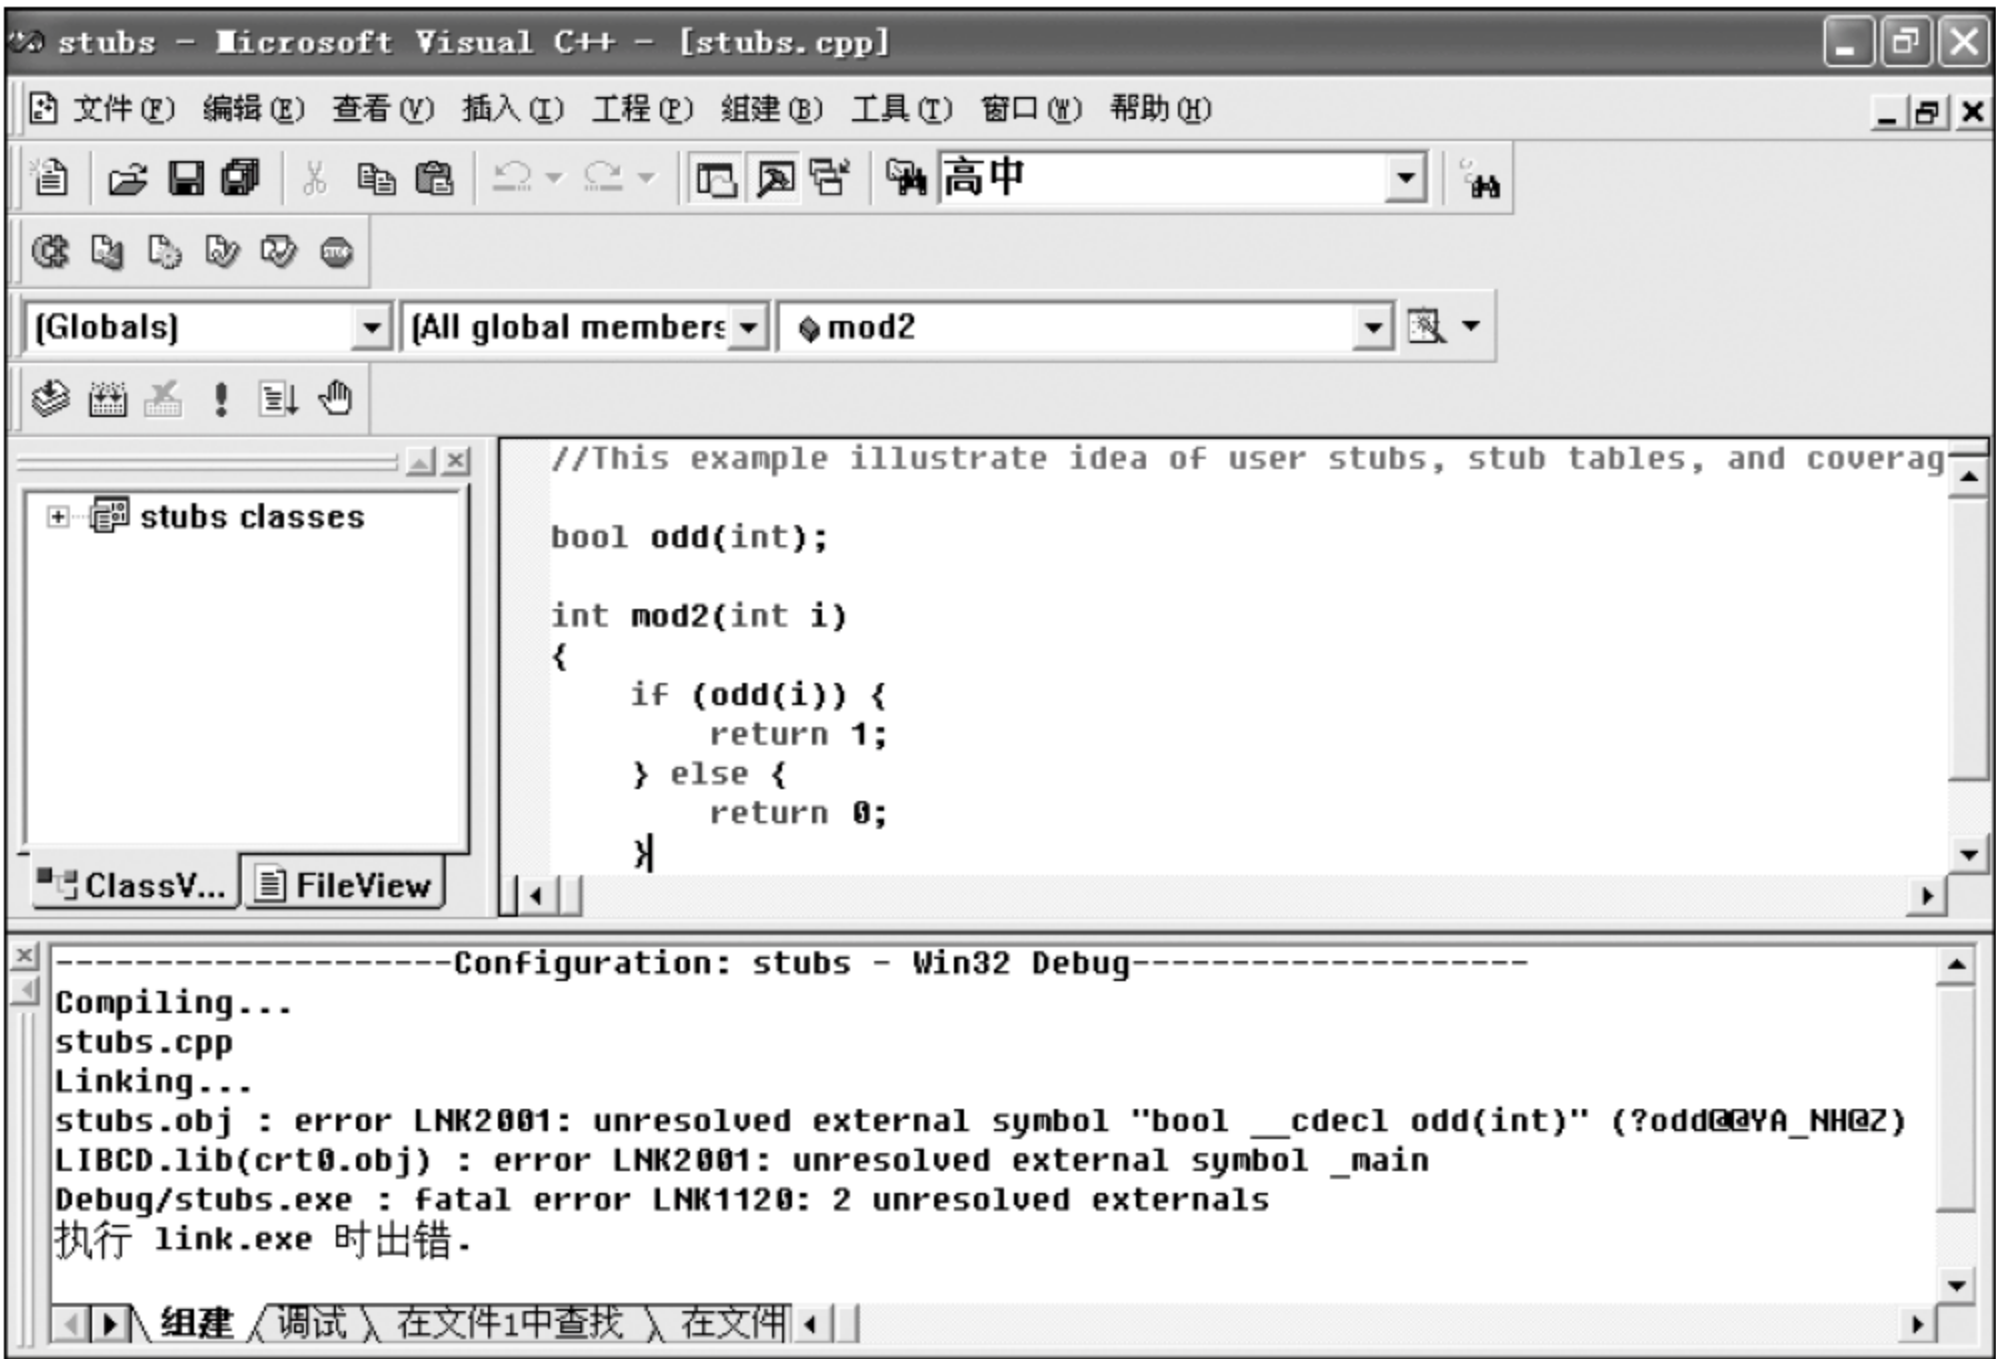 stubs - Microsoft Visual C++ - [stubs.cpp]
文件(F) 编辑(E) 查看(V) 插入(I) 工程(P) 组建(B) 工具(T) 窗口(W) 帮助(H)
高中
(Globals) (All global members mod2
stubs classes
ClassV... FileView
//This example illustrate idea of user stubs, stub tables, and coverag
bool odd(int);
int mod2(int i)
{
if (odd(i)) {
return 1;
} else {
return 0;
}
--------------------Configuration: stubs - Win32 Debug--------------------
Compiling...
stubs.cpp
Linking...
stubs.obj : error LNK2001: unresolved external symbol "bool __cdecl odd(int)" (?odd@@YA_NH@Z)
LIBCD.lib(crt0.obj) : error LNK2001: unresolved external symbol _main
Debug/stubs.exe : fatal error LNK1120: 2 unresolved externals
执行 link.exe 时出错.
组建 调试 在文件1中查找 在文件